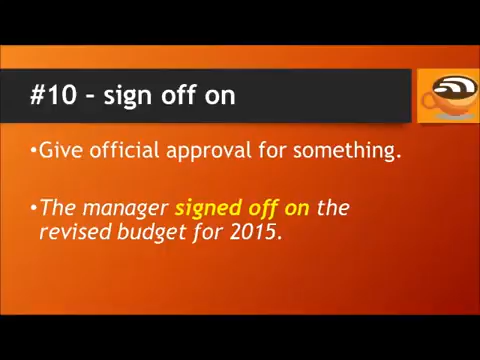 #10 – sign off on
•Give official approval for something.
•The manager signed off on the
revised budget for 2015.